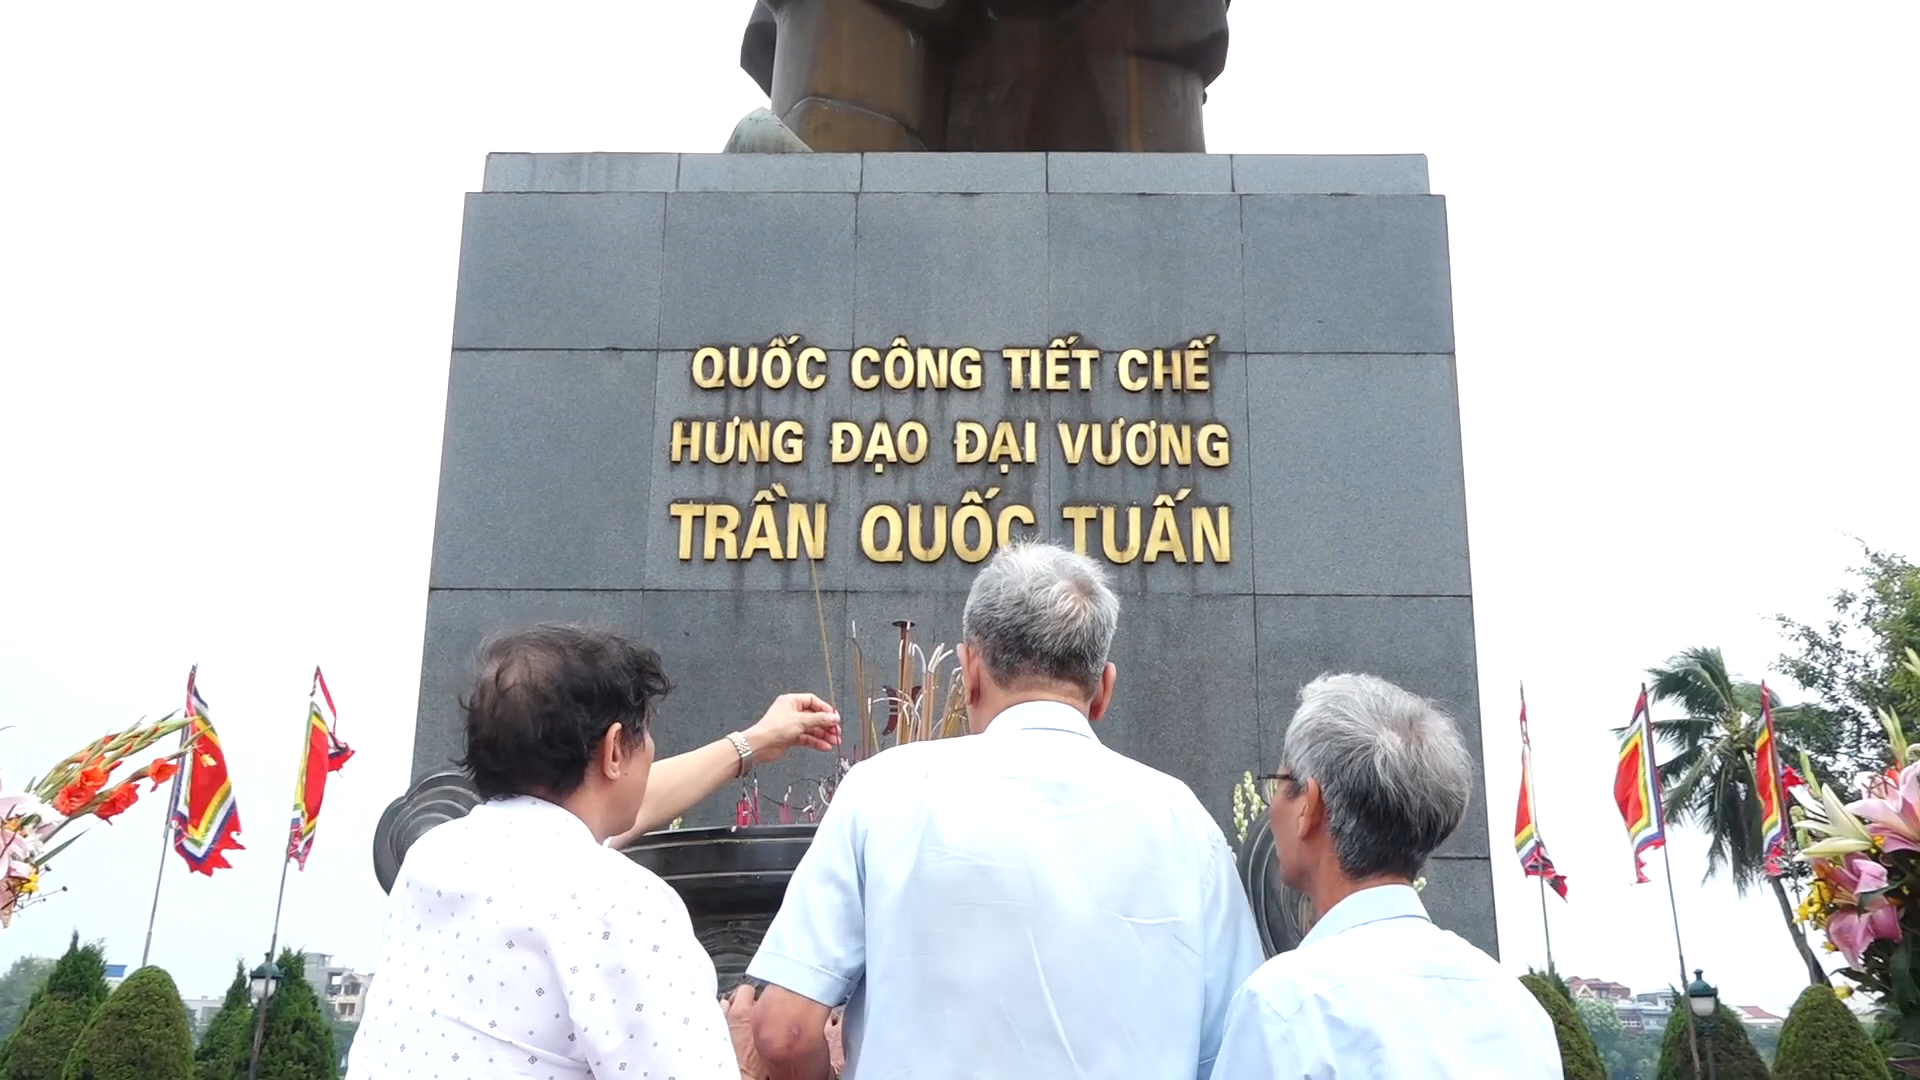 QUỐC CÔNG TIẾT CHẾ
HƯNG ĐẠO ĐẠI VƯƠNG
TRẦN QUỐC TUẤN